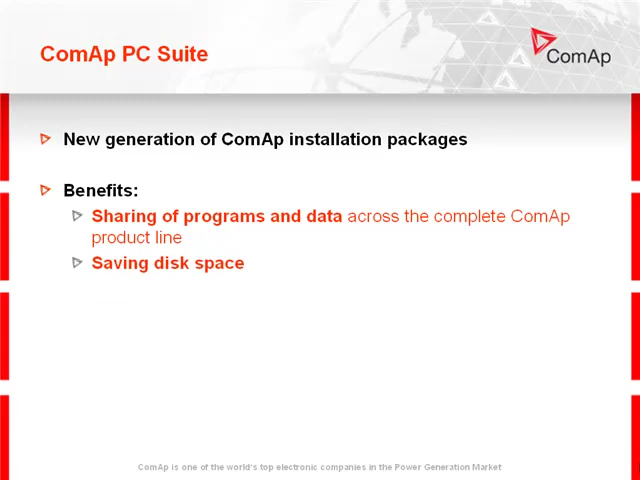 ComAp PC Suite
ComAp
New generation of ComAp installation packages
Benefits:
Sharing of programs and data across the complete ComAp
product line
Saving disk space
ComAp is one of the world's top electronic companies in the Power Generation Market